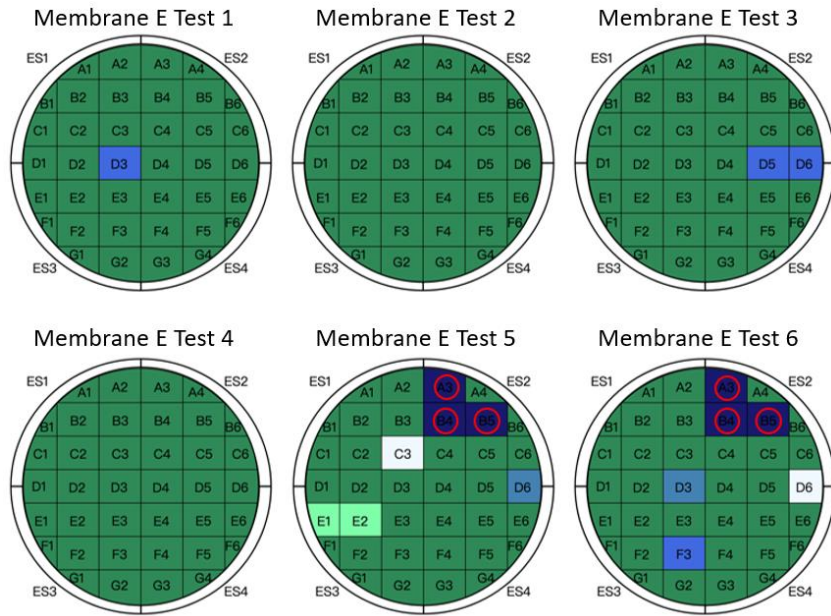 Membrane E Test 1
ES1 ES2
A1 A2 A3 A4
B1 B2 B3 B4 B5 B6
C1 C2 C3 C4 C5 C6
D1 D2 D3 D4 D5 D6
E1 E2 E3 E4 E5 E6
F1 F2 F3 F4 F5 F6
G1 G2 G3 G4
ES3 ES4
Membrane E Test 2
A1 A2 A3 A4
B1 B2 B3 B4 B5 B6
C1 C2 C3 C4 C5 C6
D1 D2 D3 D4 D5 D6
E1 E2 E3 E4 E5 E6
F1 F2 F3 F4 F5 F6
G1 G2 G3 G4
ES1 ES2
ES3 ES4
Membrane E Test 3
ES1 ES2
A1 A2 A3 A4
B1 B2 B3 B4 B5 B6
C1 C2 C3 C4 C5 C6
D1 D2 D3 D4 D5 D6
E1 E2 E3 E4 E5 E6
F1 F2 F3 F4 F5 F6
G1 G2 G3 G4
ES3 ES4
Membrane E Test 4
ES1 ES2
A1 A2 A3 A4
B1 B2 B3 B4 B5 B6
C1 C2 C3 C4 C5 C6
D1 D2 D3 D4 D5 D6
E1 E2 E3 E4 E5 E6
F1 F2 F3 F4 F5 F6
G1 G2 G3 G4
ES3 ES4
Membrane E Test 5
ES1 ES2
A1 A2 A3 A4
B1 B2 B3 B4 B5 B6
C1 C2 C3 C4 C5 C6
D1 D2 D3 D4 D5 D6
E1 E2 E3 E4 E5 E6
F1 F2 F3 F4 F5 F6
G1 G2 G3 G4
ES3 ES4
Membrane E Test 6
ES1 ES2
A1 A2 A3 A4
B1 B2 B3 B4 B5 B6
C1 C2 C3 C4 C5 C6
D1 D2 D3 D4 D5 D6
E1 E2 E3 E4 E5 E6
F1 F2 F3 F4 F5 F6
G1 G2 G3 G4
ES3 ES4